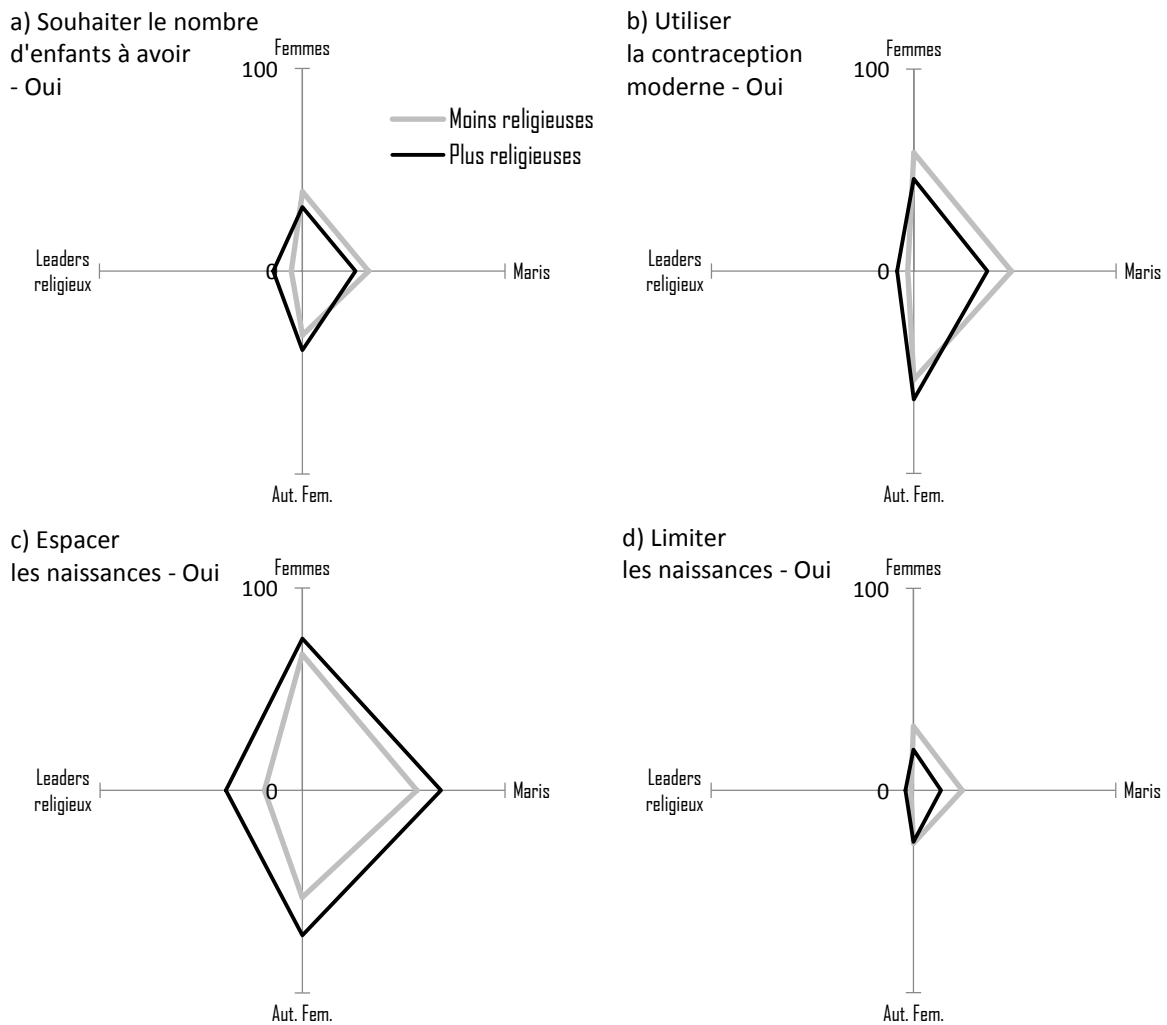 a) Souhaiter le nombre
d'enfants à avoir
- Oui
Femmes
100
Moins religieuses
Plus religieuses
Leaders
religieux
0
Maris
Aut. Fem.
b) Utiliser
la contraception
moderne - Oui
Femmes
100
Leaders
religieux
0
Maris
Aut. Fem.
c) Espacer
les naissances - Oui
Femmes
100
Leaders
religieux
0
Maris
Aut. Fem.
d) Limiter
les naissances - Oui
Femmes
100
Leaders
religieux
0
Maris
Aut. Fem.